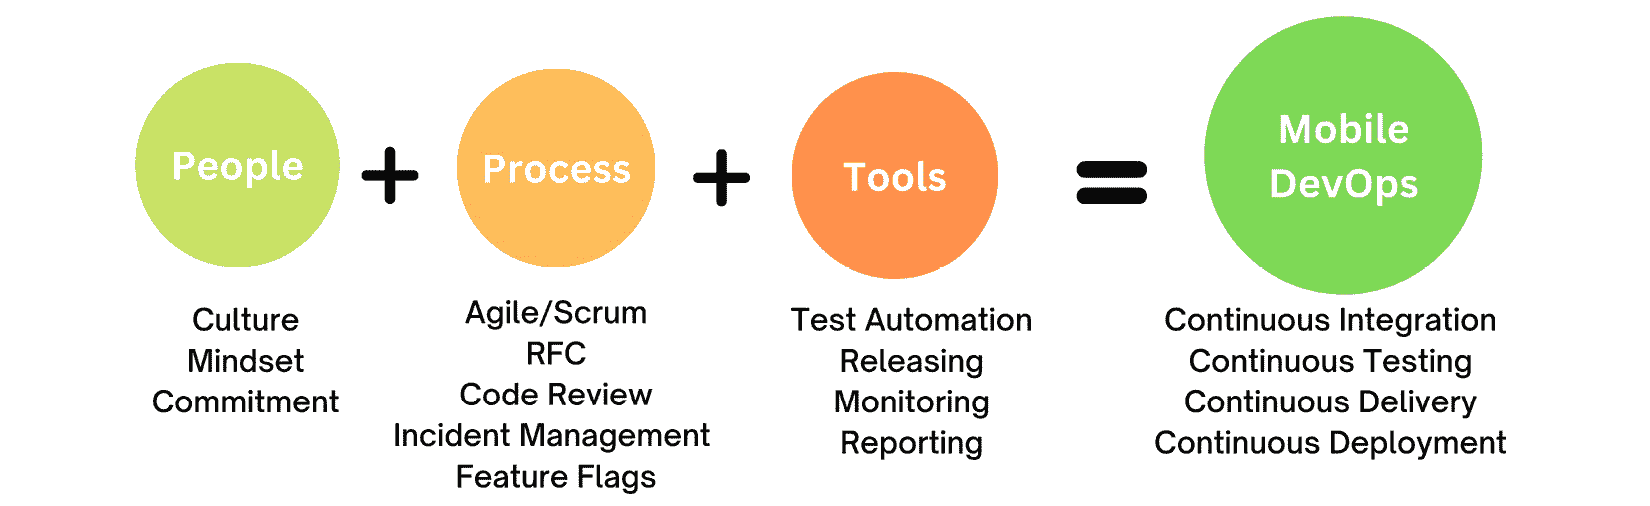 People
+
Process
+
Tools
=
Mobile
DevOps
Culture
Mindset
Commitment
Agile/Scrum
RFC
Code Review
Incident Management
Feature Flags
Test Automation
Releasing
Monitoring
Reporting
Continuous Integration
Continuous Testing
Continuous Delivery
Continuous Deployment